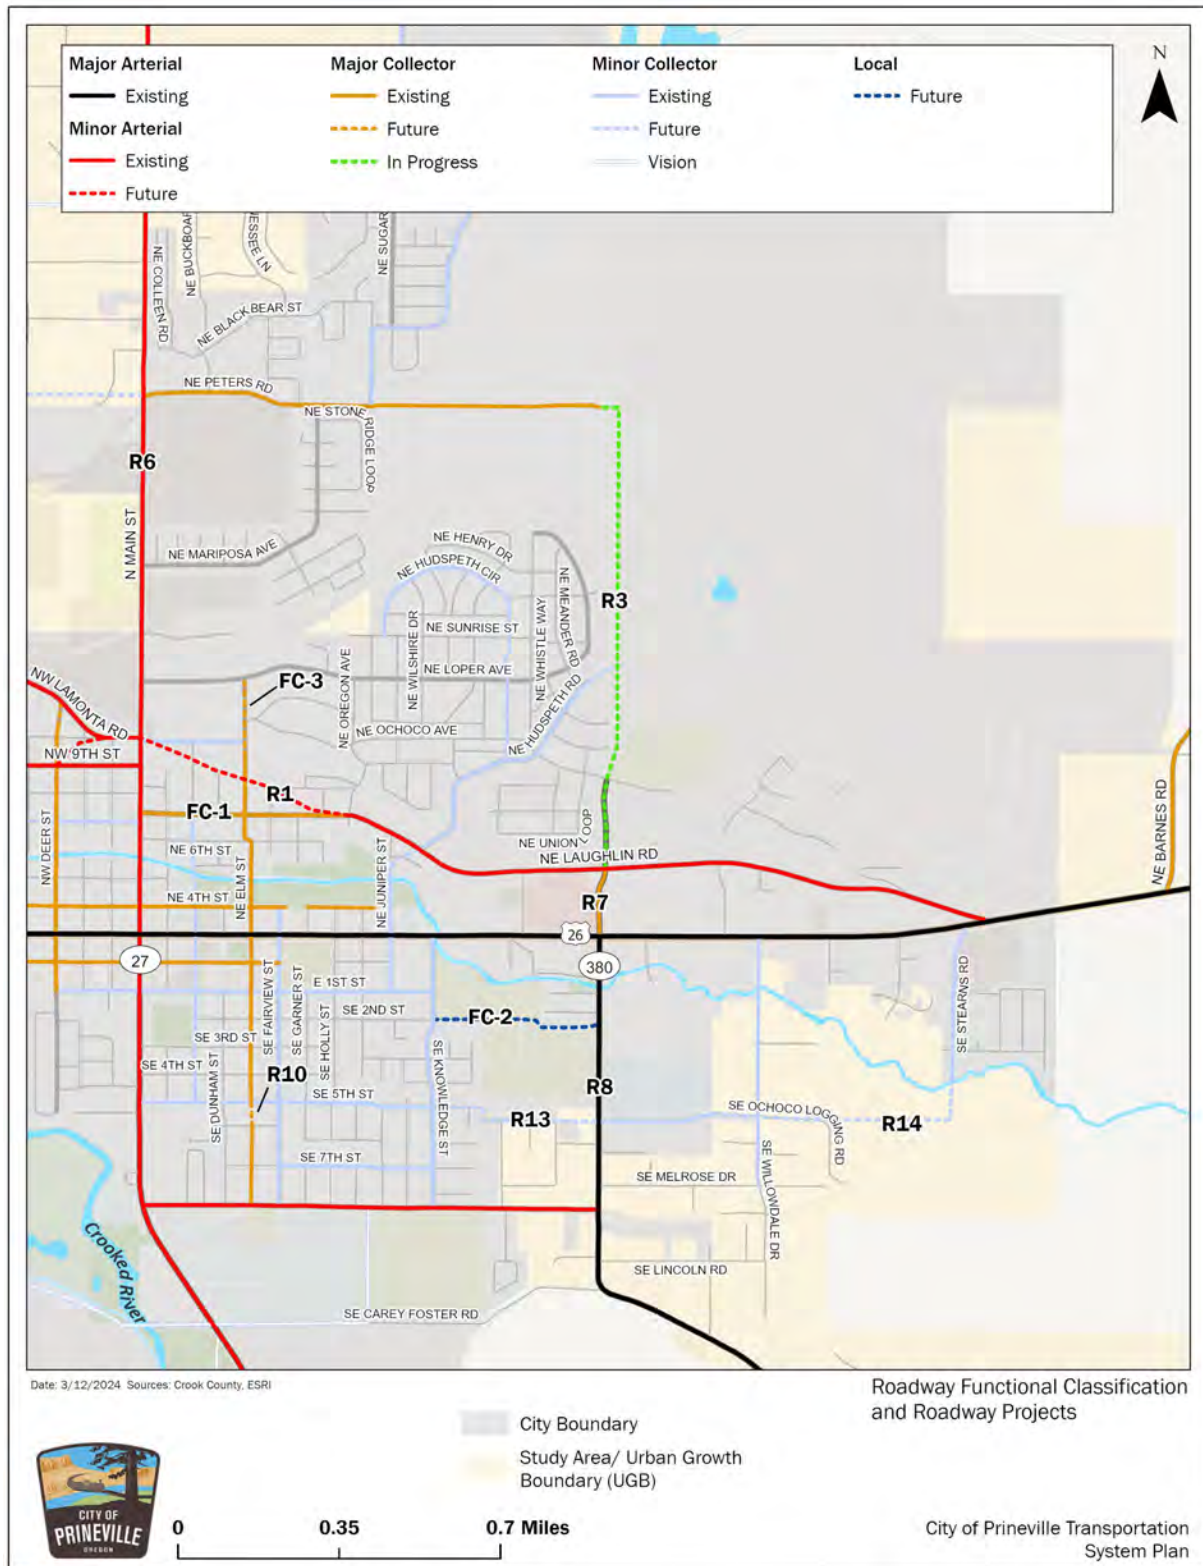 Major Arterial
Existing
Minor Arterial
Existing
Future
Major Collector
Existing
Future
In Progress
Minor Collector
Existing
Future
Vision
Local
Future
N
NE COLLEEN RD
NE BUCKBOAR
MESSEE LN
NE SUGAR
NE BLACK BEAR ST
NE PETERS RD
NE STONE
RIDGE LOOP
R6
N MAIN ST
NE MARIPOSA AVE
NE HENRY DR
NE HUDSPETH CIR
NE SUNRISE ST
NE WILSHIRE DR
NE WHISTLE WAY
NE MEANDER RD
R3
NE LOPER AVE
FC-3
NE OREGON AVE
NE OCHOCO AVE
NE HUDSPETH RD
NW LAMONTA RD
NW 9TH ST
R1
FC-1
NW DEER ST
NE 6TH ST
NE ELM ST
NE JUNIPER ST
NE UNION
LOOP
NE LAUGHLIN RD
NE BARNES RD
NE 4TH ST
R7
26
27
380
E 1ST ST
SE FAIRVIEW ST
SE GARNER ST
SE HOLLY ST
SE 2ND ST
FC-2
SE STEARNS RD
SE 3RD ST
SE 4TH ST
SE DUNHAM ST
R10
SE 5TH ST
SE KNOWLEDGE ST
R8
R13
SE OCHOCO LOGGING RD
R14
SE 7TH ST
SE MELROSE DR
SE WILLOWDALE DR
Crooked River
SE LINCOLN RD
SE CAREY FOSTER RD
Date: 3/12/2024 Sources: Crook County, ESRI
Roadway Functional Classification
and Roadway Projects
City Boundary
Study Area/ Urban Growth
Boundary (UGB)
CITY OF
PRINEVILLE
OREGON
0
0.35
0.7 Miles
City of Prineville Transportation
System Plan